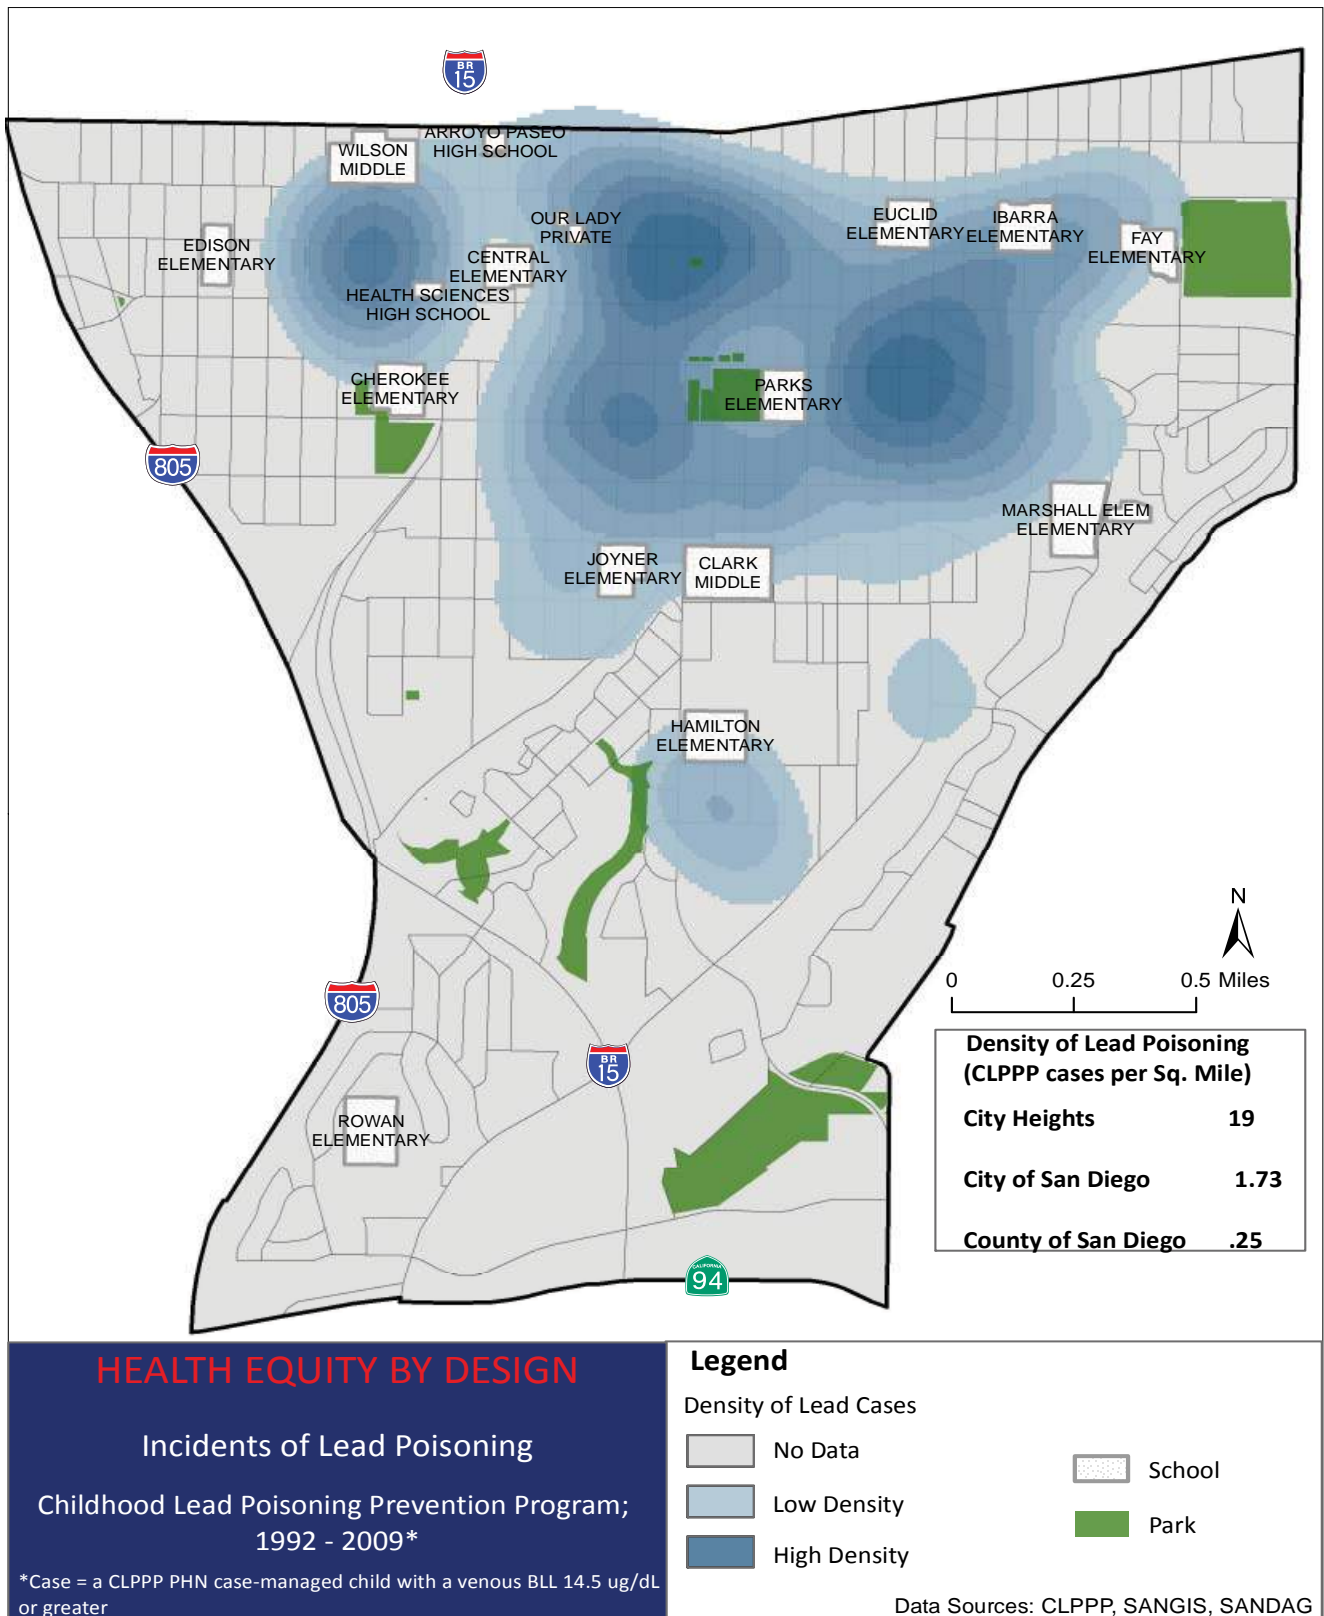 BR
15
ARROYO PASEO
HIGH SCHOOL
WILSON
MIDDLE
OUR LADY
PRIVATE
EUCLID
ELEMENTARY
IBARRA
ELEMENTARY
FAY
ELEMENTARY
EDISON
ELEMENTARY
CENTRAL
ELEMENTARY
HEALTH SCIENCES
HIGH SCHOOL
CHEROKEE
ELEMENTARY
PARKS
ELEMENTARY
805
MARSHALL ELEM
ELEMENTARY
JOYNER
ELEMENTARY
CLARK
MIDDLE
HAMILTON
ELEMENTARY
N
0 0.25 0.5 Miles
805
BR
15
ROWAN
ELEMENTARY
Density of Lead Poisoning
(CLPPP cases per Sq. Mile)
City Heights 19
City of San Diego 1.73
County of San Diego .25
CALIFORNIA
94
HEALTH EQUITY BY DESIGN
Incidents of Lead Poisoning
Childhood Lead Poisoning Prevention Program;
1992 - 2009*
*Case = a CLPPP PHN case-managed child with a venous BLL 14.5 ug/dL
or greater
Legend
Density of Lead Cases
No Data
Low Density
High Density
School
Park
Data Sources: CLPPP, SANGIS, SANDAG